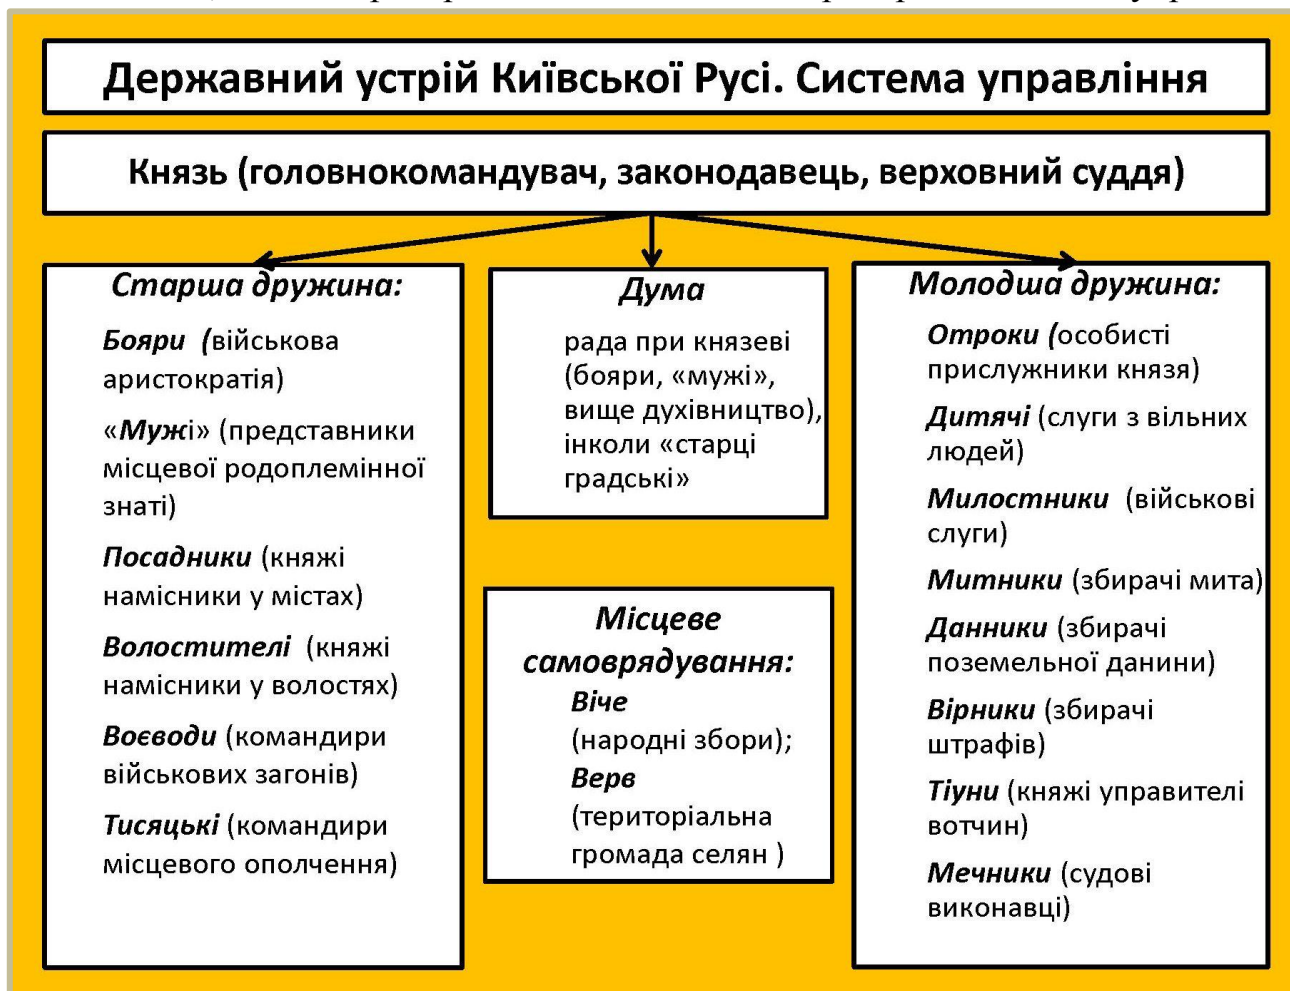 Державний устрій Київської Русі. Система управління
Князь (головнокомандувач, законодавець, верховний суддя)
Старша дружина:
Бояри (військова
аристократія)
«Мужі» (представники
місцевої родоплемінної
знаті)
Посадники (княжі
намісники у містах)
Волостителі (княжі
намісники у волостях)
Воєводи (командири
військових загонів)
Тисяцькі (командири
місцевого ополчення)
Дума
рада при князеві
(бояри, «мужі»,
вище духівництво),
інколи «старці
градські»
Місцеве
самоврядування:
Віче
(народні збори);
Верв
(територіальна
громада селян )
Молодша дружина:
Отроки (особисті
прислужники князя)
Дитячі (слуги з вільних
людей)
Милостники (військові
слуги)
Митники (збирачі мита)
Данники (збирачі
поземельної данини)
Вірники (збирачі
штрафів)
Тіуни (княжі управителі
вотчин)
Мечники (судові
виконавці)